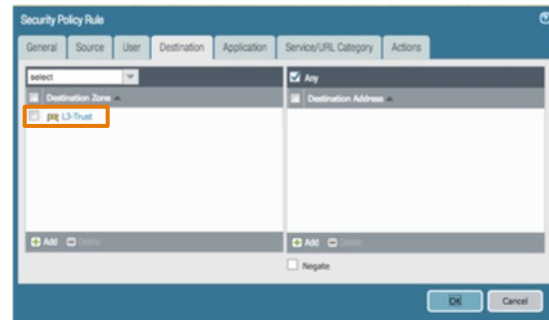 Security Policy Rule
General Source User Destination Application Service/URL Category Actions
select
Any
Destination Zone
Destination Address
L3-Trust
Add Delete
Add Delete
Negate
OK Cancel